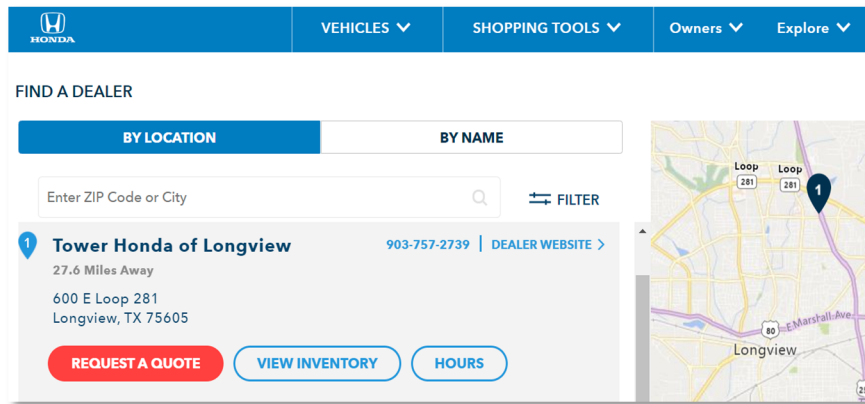 HONDA
VEHICLES
SHOPPING TOOLS
Owners
Explore
FIND A DEALER
BY LOCATION
BY NAME
Enter ZIP Code or City
FILTER
1
Tower Honda of Longview
903-757-2739
DEALER WEBSITE
27.6 Miles Away
600 E Loop 281
Longview, TX 75605
REQUEST A QUOTE
VIEW INVENTORY
HOURS
Loop
281
Loop
281
1
80
E Marshall Ave
Longview